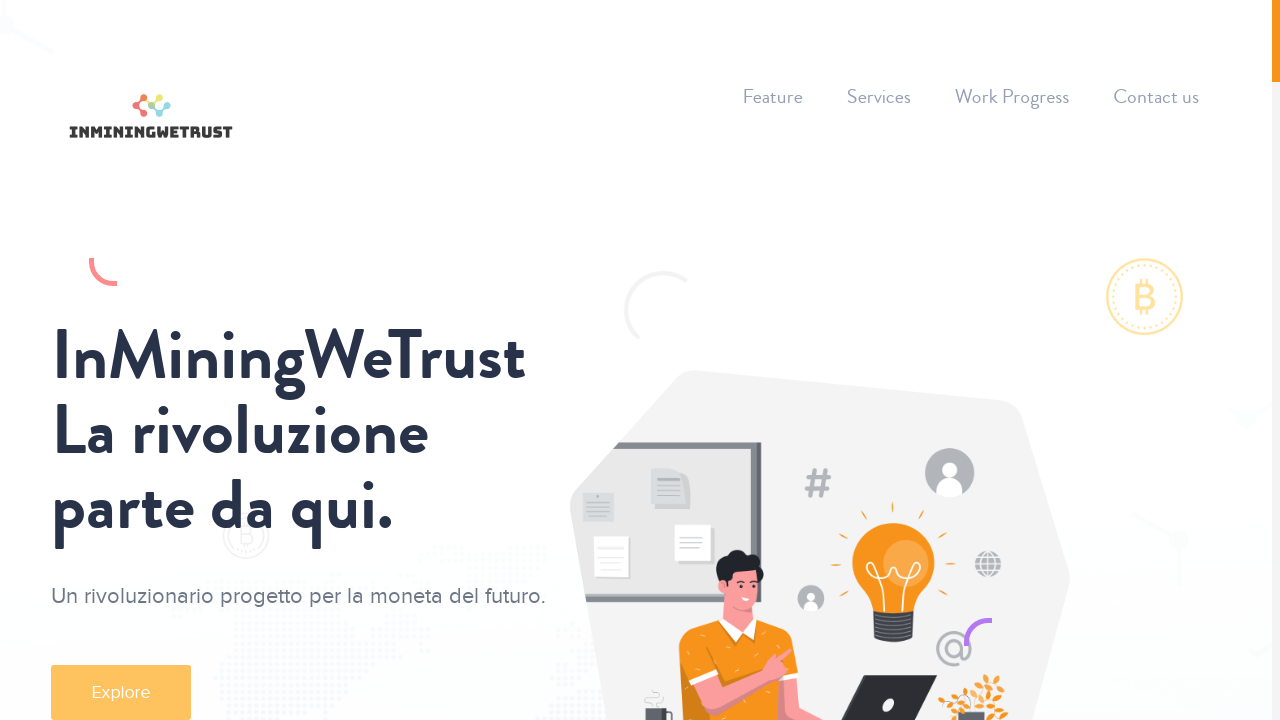 INMININGWETRUST
Feature
Services
Work Progress
Contact us
InMiningWeTrust
La rivoluzione
parte da qui.
Un rivoluzionario progetto per la moneta del futuro.
Explore